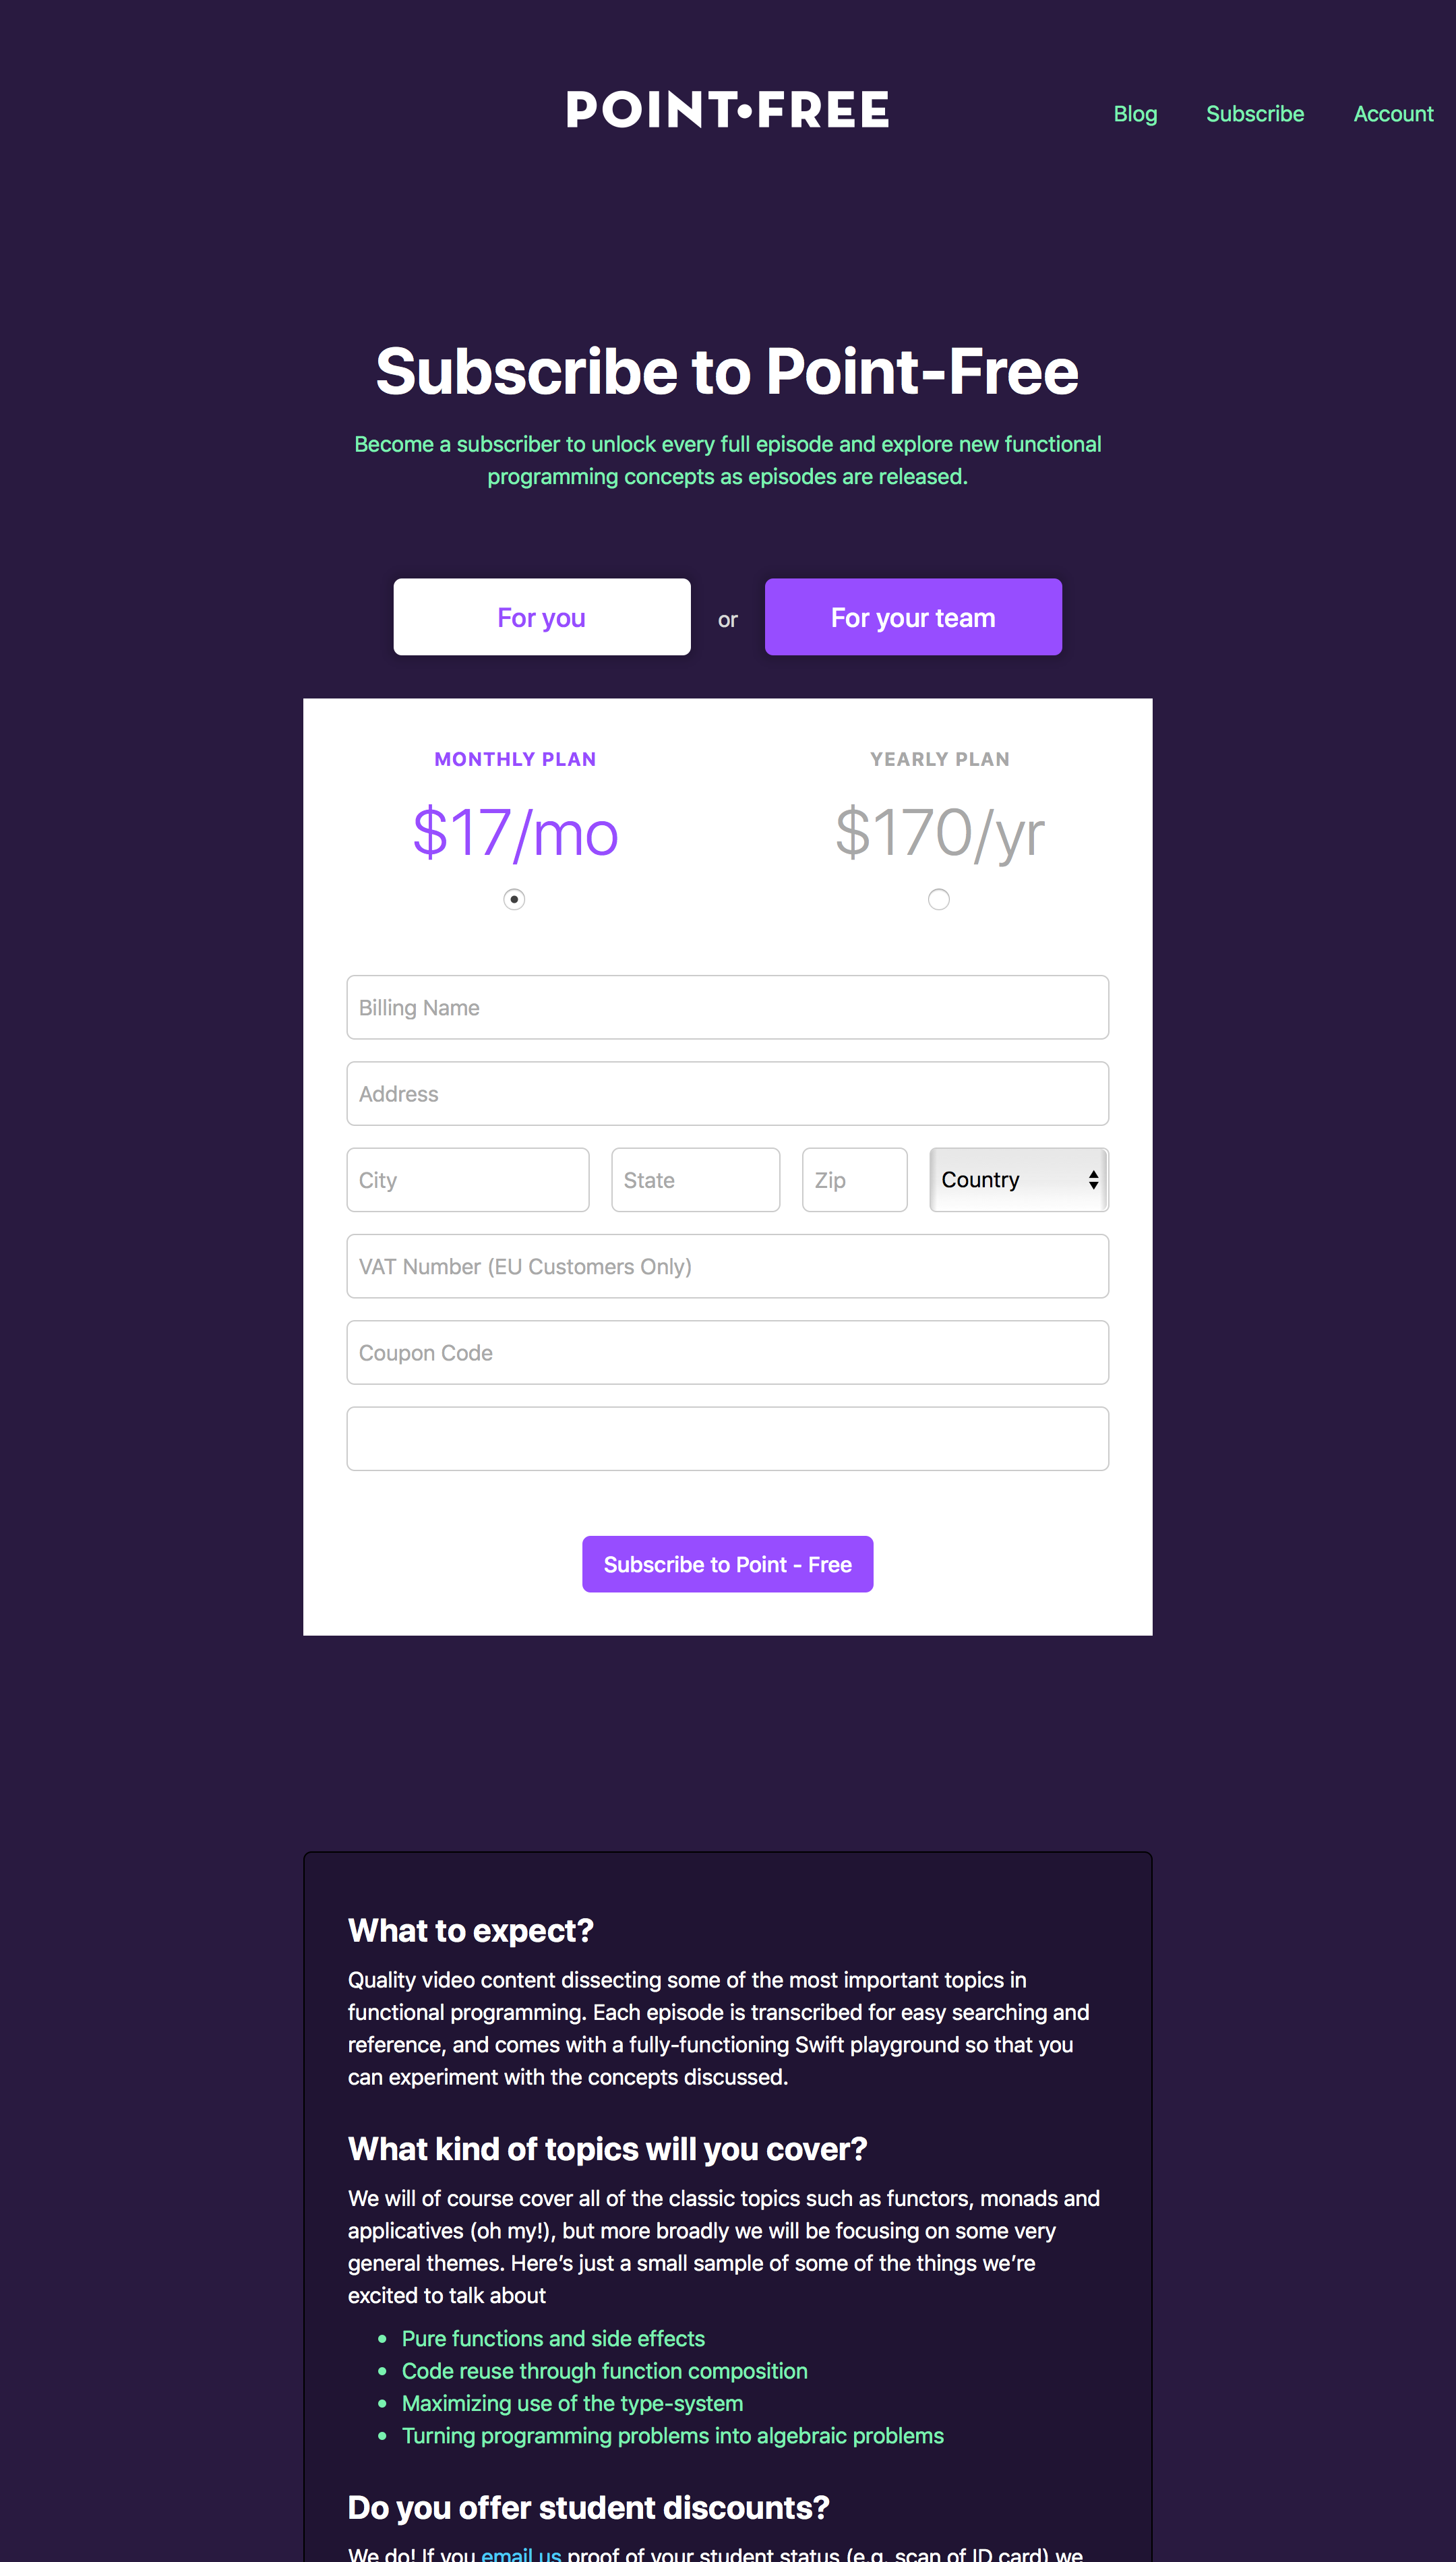 POINT•FREE
Blog
Subscribe
Account
Subscribe to Point-Free
Become a subscriber to unlock every full episode and explore new functional
programming concepts as episodes are released.
For you
or
For your team
MONTHLY PLAN
$17/mo
YEARLY PLAN
$170/yr
Billing Name
Address
City
State
Zip
Country
VAT Number (EU Customers Only)
Coupon Code
Subscribe to Point - Free
What to expect?
Quality video content dissecting some of the most important topics in
functional programming. Each episode is transcribed for easy searching and
reference, and comes with a fully-functioning Swift playground so that you
can experiment with the concepts discussed.
What kind of topics will you cover?
We will of course cover all of the classic topics such as functors, monads and
applicatives (oh my!), but more broadly we will be focusing on some very
general themes. Here’s just a small sample of some of the things we’re
excited to talk about
• Pure functions and side effects
• Code reuse through function composition
• Maximizing use of the type-system
• Turning programming problems into algebraic problems
Do you offer student discounts?
We do! If you email us proof of your student status (e.g. scan of ID card) we